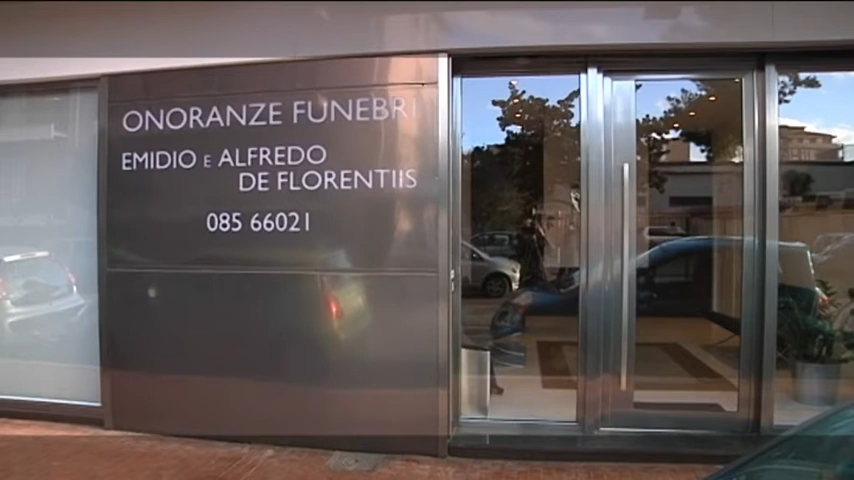 ONORANZE FUNEBRI
EMIDIO E ALFREDO
DE FLORENTIIS
085 66021